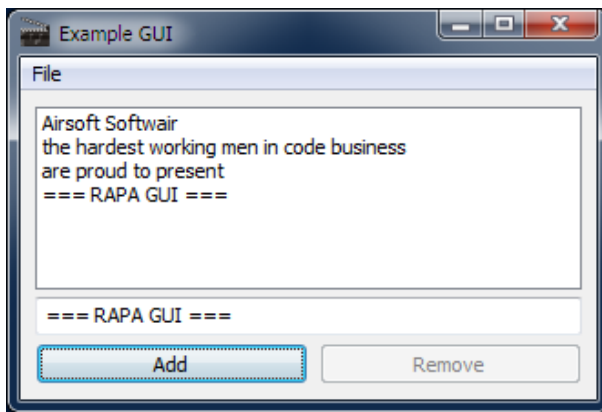 Example GUI
File
Airsoft Softwair
the hardest working men in code business
are proud to present
=== RAPA GUI ===
=== RAPA GUI ===
Add
Remove